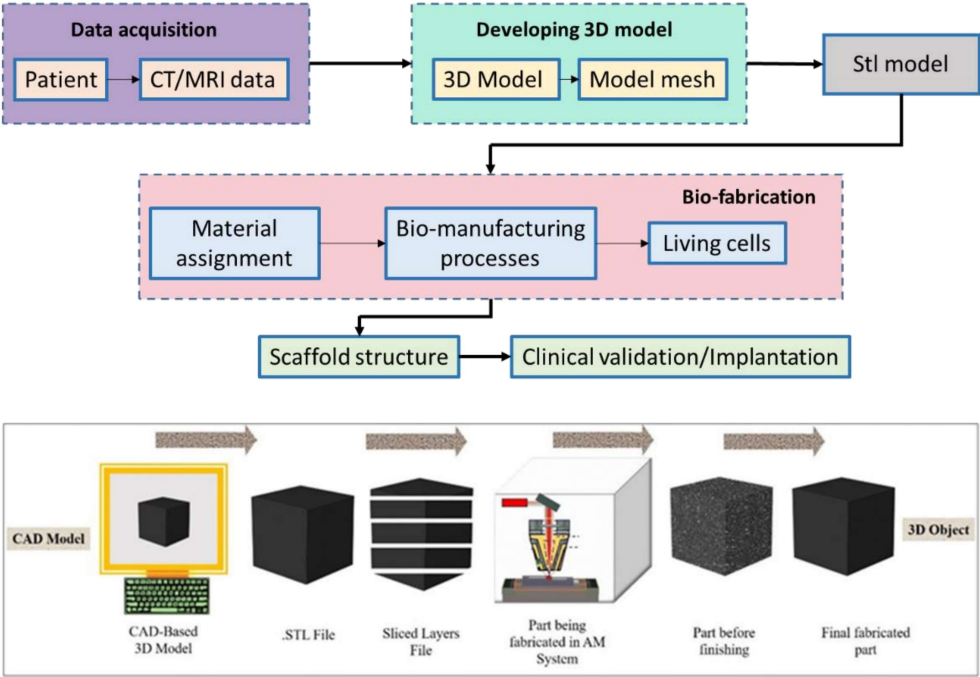 Data acquisition
Patient
CT/MRI data
Developing 3D model
3D Model
Model mesh
Stl model
Bio-fabrication
Material
assignment
Bio-manufacturing
processes
Living cells
Scaffold structure
Clinical validation/Implantation
CAD Model
3D Object
CAD-Based
3D Model
.STL File
Sliced Layers
File
Part being
fabricated in AM
System
Part before
finishing
Final fabricated
part